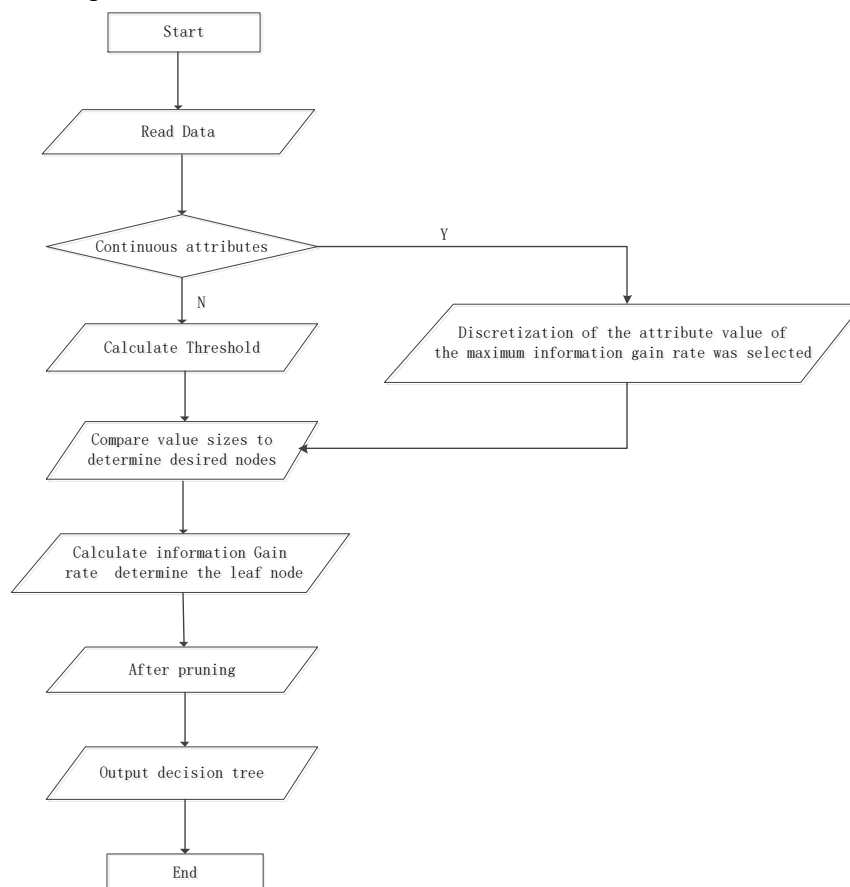 Start
Read Data
Continuous attributes
Y
N
Calculate Threshold
Discretization of the attribute value of
the maximum information gain rate was selected
Compare value sizes to
determine desired nodes
Calculate information Gain
rate determine the leaf node
After pruning
Output decision tree
End